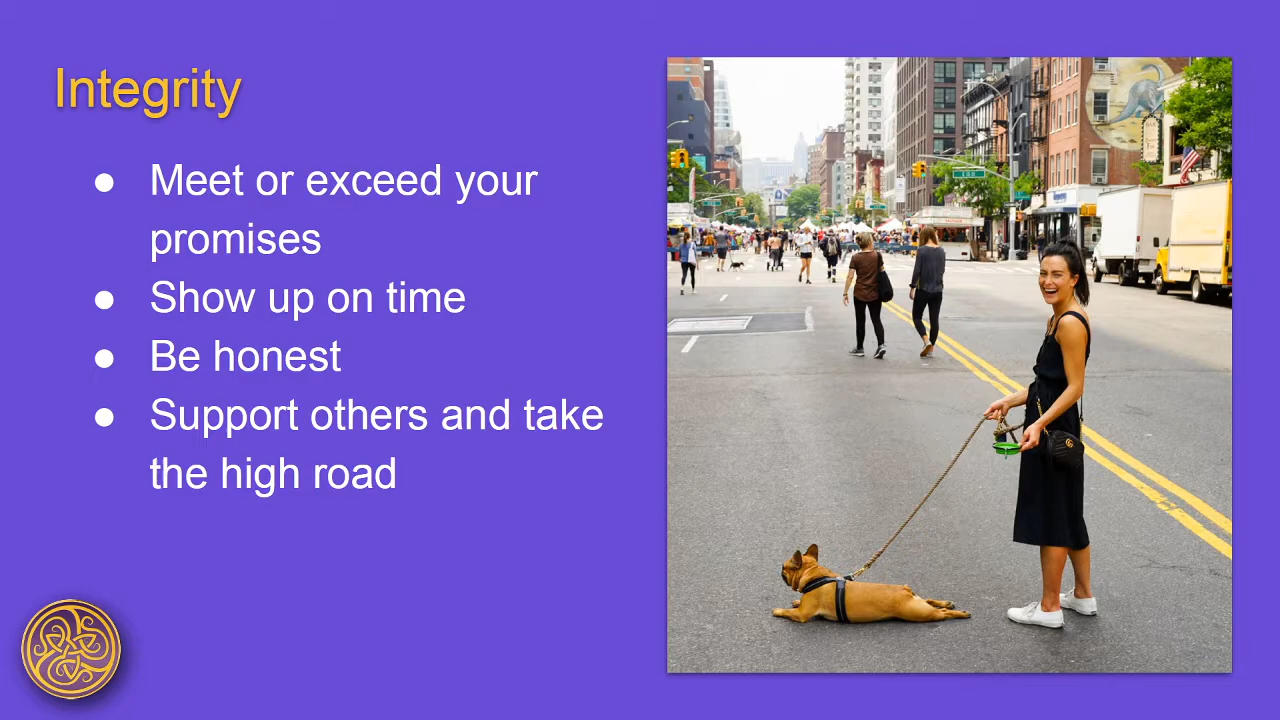 Integrity
● Meet or exceed your
promises
● Show up on time
● Be honest
● Support others and take
the high road